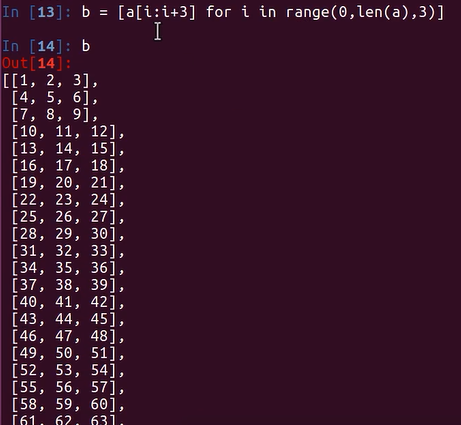 In [13]: b = [a[i:i+3] for i in range(0,len(a),3)]
In [14]: b
Out[14]:
[[1, 2, 3],
[4, 5, 6],
[7, 8, 9],
[10, 11, 12],
[13, 14, 15],
[16, 17, 18],
[19, 20, 21],
[22, 23, 24],
[25, 26, 27],
[28, 29, 30],
[31, 32, 33],
[34, 35, 36],
[37, 38, 39],
[40, 41, 42],
[43, 44, 45],
[46, 47, 48],
[49, 50, 51],
[52, 53, 54],
[55, 56, 57],
[58, 59, 60],
[61, 62, 63],